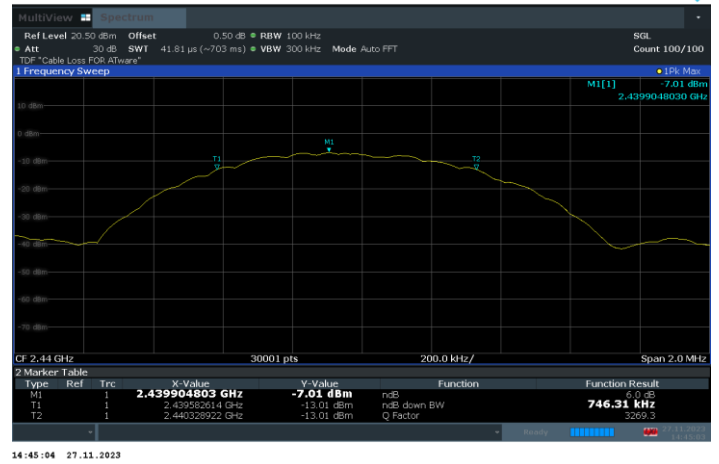 MultiView Spectrum
Ref Level 20.50 dBm Offset 0.50 dB RBW 100 kHz SGL
Att 30 dB SWT 41.81 µs (~703 ms) VBW 300 kHz Mode Auto FFT Count 100/100
TDF "Cable Loss FOR ATware"
1 Frequency Sweep 1Pk Max
M1[1] -7.01 dBm
2.4399048030 GHz
10 dBm
0 dBm
M1
-10 dBm
T1 T2
-20 dBm
-30 dBm
-40 dBm
-50 dBm
-60 dBm
-70 dBm
CF 2.44 GHz 30001 pts 200.0 kHz/ Span 2.0 MHz
2 Marker Table
Type Ref Trc X-Value Y-Value Function Function Result
M1 1 2.439904803 GHz -7.01 dBm ndB 6.0 dB
T1 1 2.439582614 GHz -13.01 dBm ndB down BW 746.31 kHz
T2 1 2.440328922 GHz -13.01 dBm Q Factor 3269.3
Ready 27.11.2023
14:45:03
14:45:04 27.11.2023